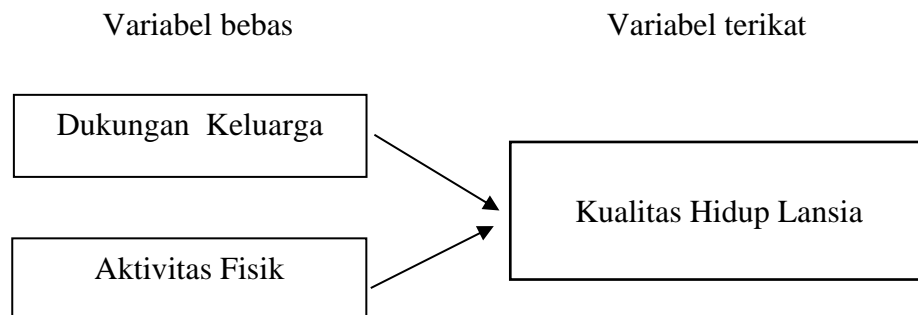 Variabel bebas
Variabel terikat
Dukungan Keluarga
Kualitas Hidup Lansia
Aktivitas Fisik